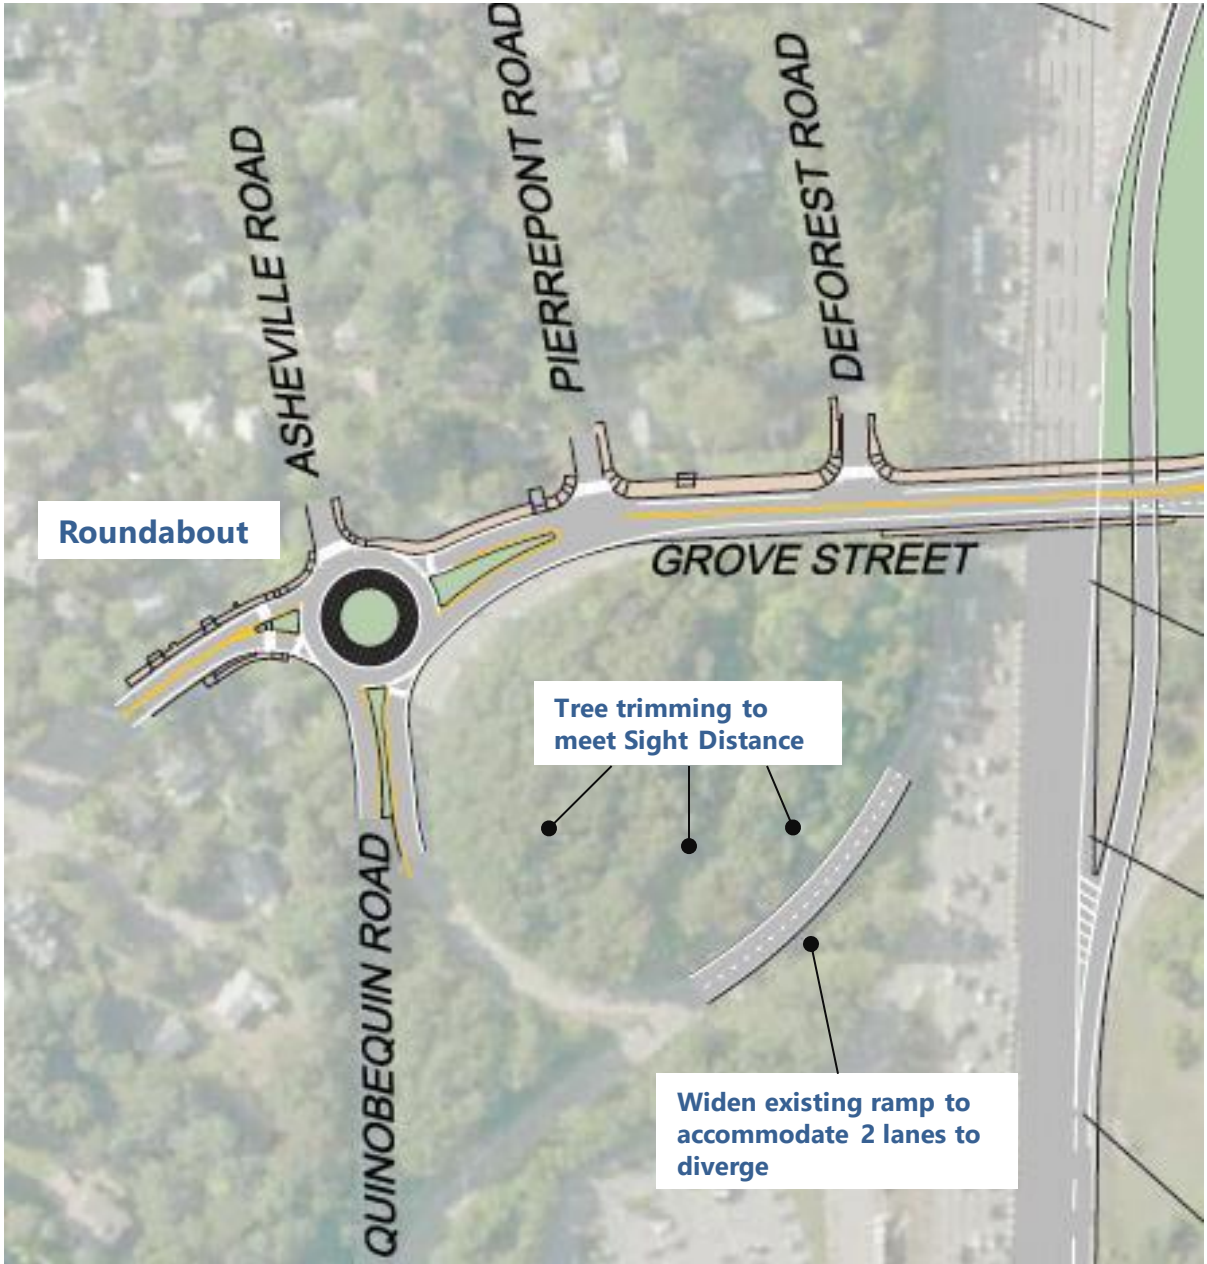 PIERREPONT ROAD
DEFOREST ROAD
ASHEVILLE ROAD
Roundabout
GROVE STREET
Tree trimming to
meet Sight Distance
QUINOBEQUIN ROAD
Widen existing ramp to
accommodate 2 lanes to
diverge